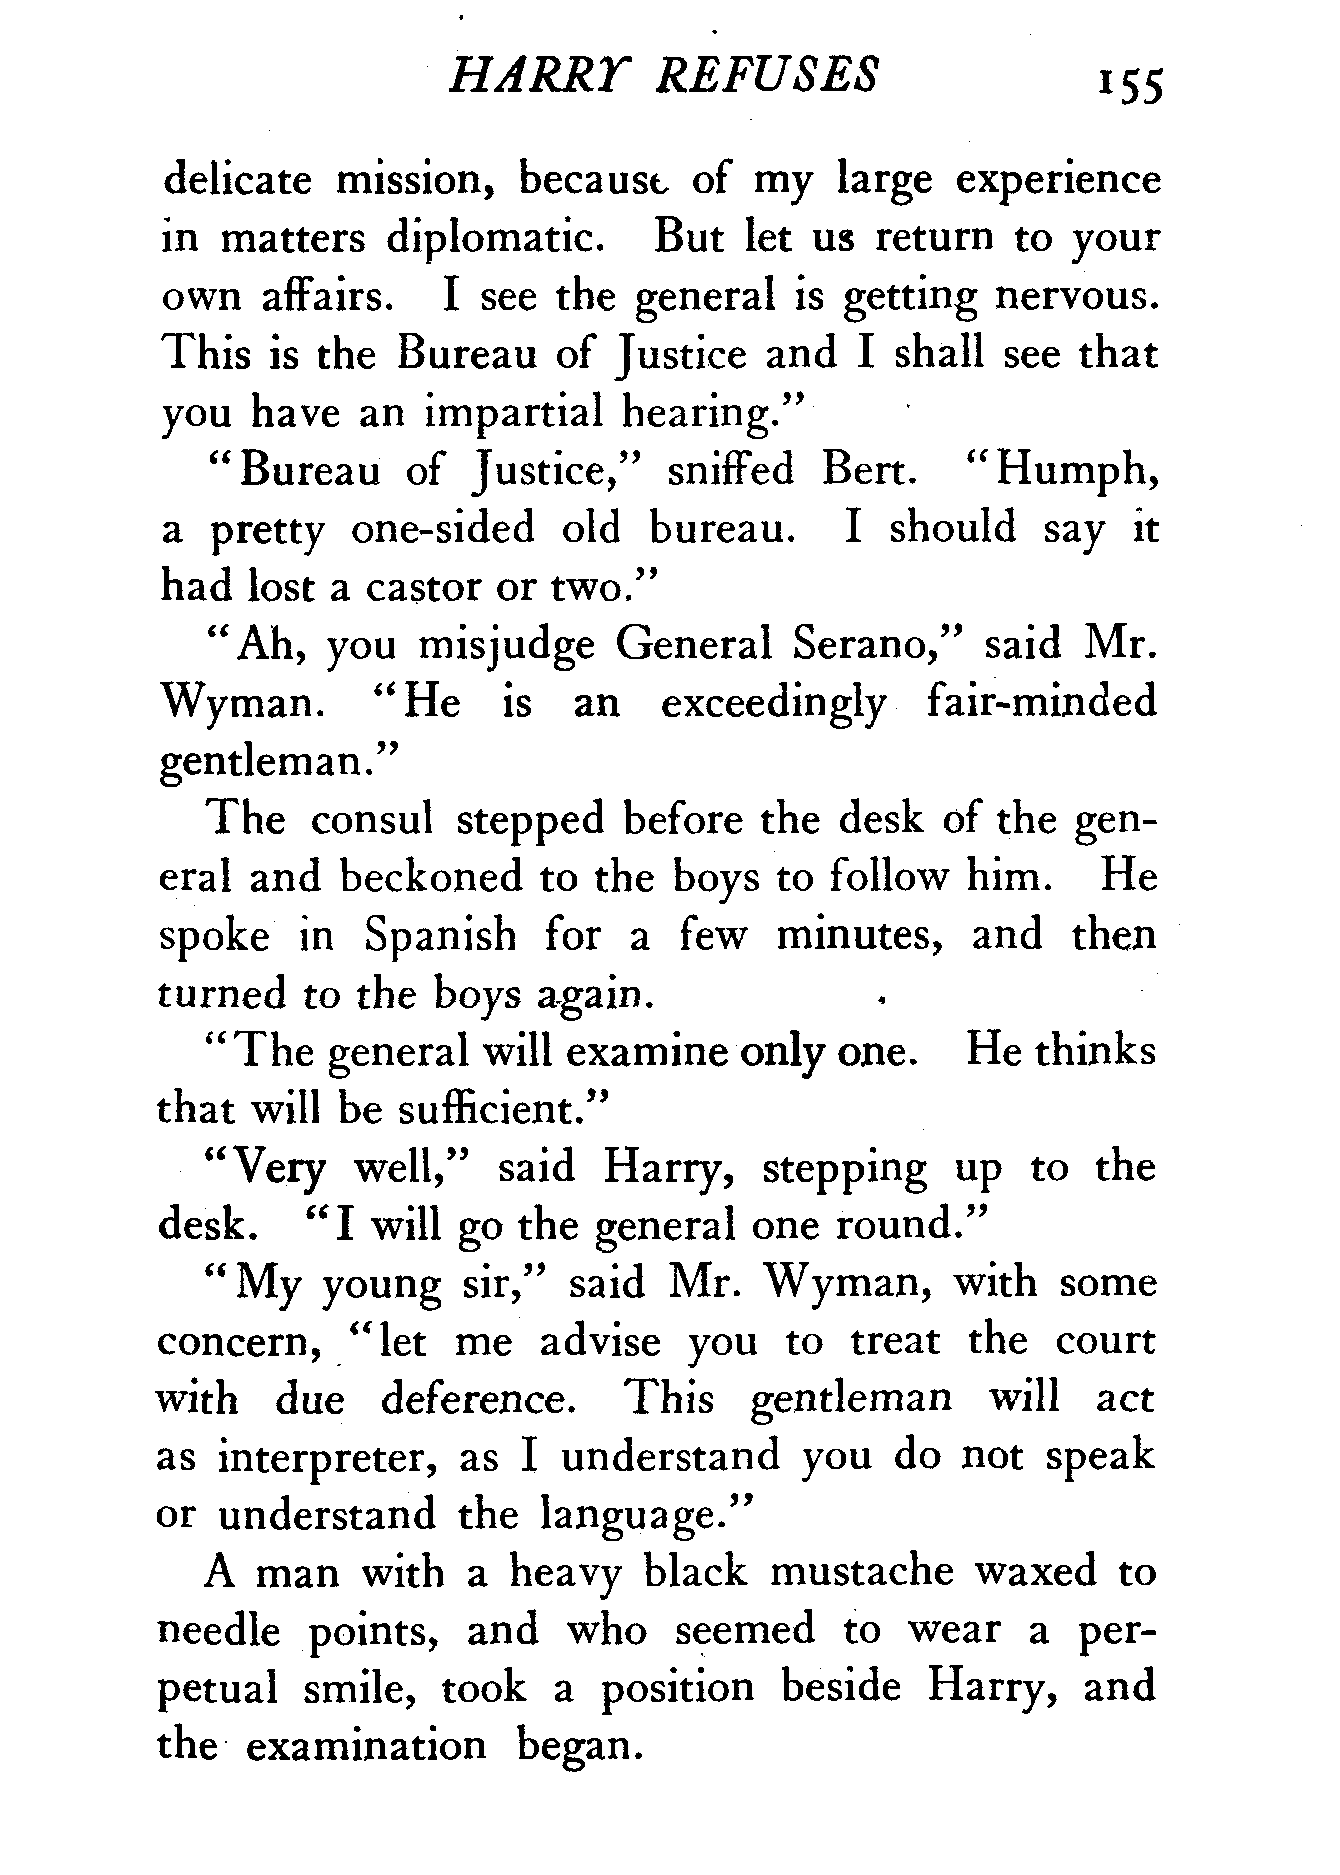 HARRY REFUSES 155
delicate mission, because of my large experience
in matters diplomatic. But let us return to your
own affairs. I see the general is getting nervous.
This is the Bureau of Justice and I shall see that
you have an impartial hearing.”
“Bureau of Justice,” sniffed Bert. “Humph,
a pretty one-sided old bureau. I should say it
had lost a castor or two.”
“Ah, you misjudge General Serano,” said Mr.
Wyman. “He is an exceedingly fair-minded
gentleman.”
The consul stepped before the desk of the gen-
eral and beckoned to the boys to follow him. He
spoke in Spanish for a few minutes, and then
turned to the boys again.
“The general will examine only one. He thinks
that will be sufficient.”
“Very well,” said Harry, stepping up to the
desk. “I will go the general one round.”
“My young sir,” said Mr. Wyman, with some
concern, “let me advise you to treat the court
with due deference. This gentleman will act
as interpreter, as I understand you do not speak
or understand the language.”
A man with a heavy black mustache waxed to
needle points, and who seemed to wear a per-
petual smile, took a position beside Harry, and
the examination began.